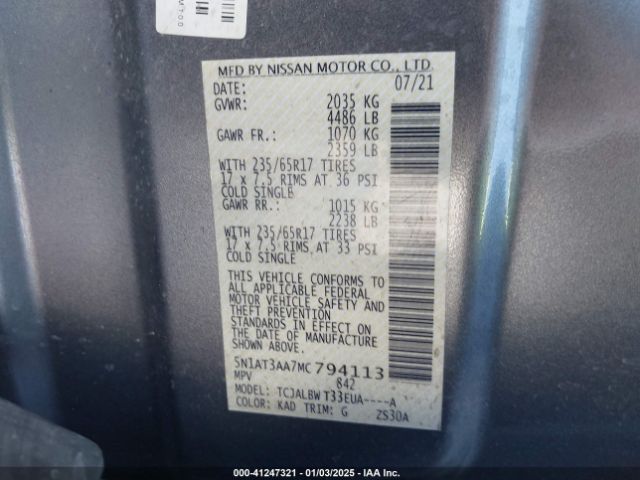 MFD BY NISSAN MOTOR CO., LTD.
DATE: 07/21
GVWR: 2035 KG
4486 LB
GAWR FR.: 1070 KG
2359 LB
WITH 235/65R17 TIRES
17 x 7.5 RIMS AT 36 PSI
COLD SINGLE
GAWR RR.: 1015 KG
2238 LB
WITH 235/65R17 TIRES
17 x 7.5 RIMS AT 33 PSI
COLD SINGLE
THIS VEHICLE CONFORMS TO
ALL APPLICABLE FEDERAL
MOTOR VEHICLE SAFETY AND
THEFT PREVENTION
STANDARDS IN EFFECT ON
THE DATE OF MANUFACTURE
SHOWN ABOVE.
5N1AT3AA7MC794113
MPV 842
MODEL: TCJALBW T33EUA----A
COLOR: KAD TRIM: G 2S30A
000-41247321 | 01/03/2025 | IAA Inc.